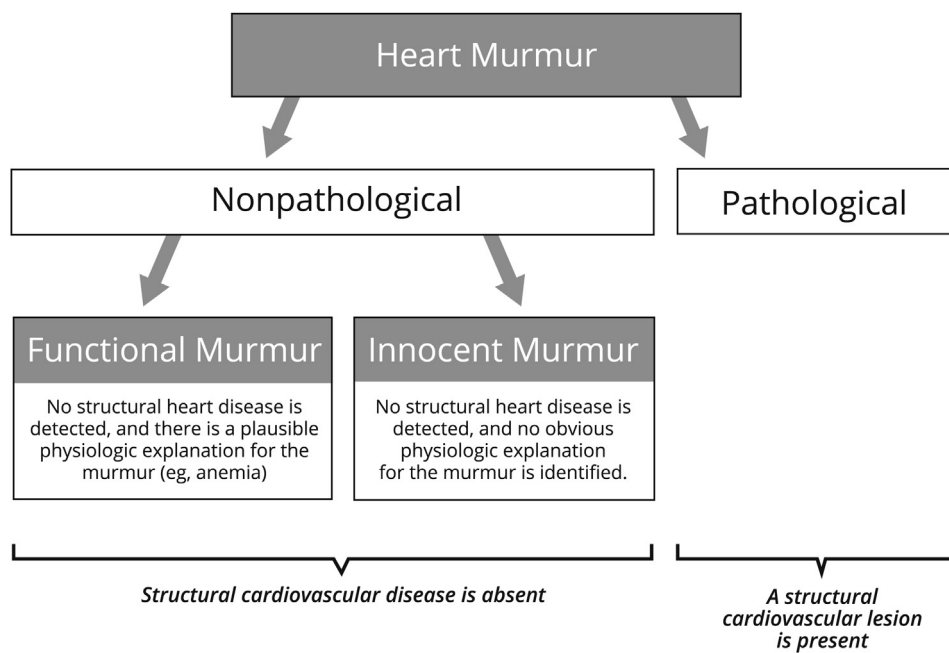 Heart Murmur
Nonpathological
Pathological
Functional Murmur
No structural heart disease is
detected, and there is a plausible
physiologic explanation for the
murmur (eg, anemia)
Innocent Murmur
No structural heart disease is
detected, and no obvious
physiologic explanation
for the murmur is identified.
Structural cardiovascular disease is absent
A structural
cardiovascular lesion
is present